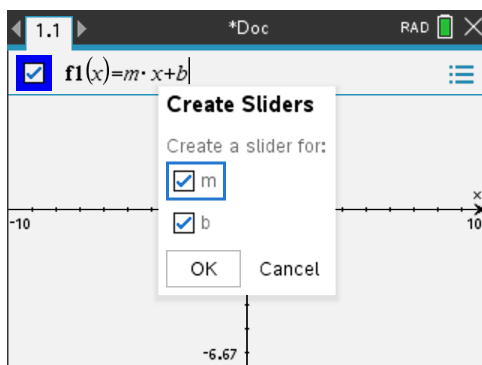 1.1 *Doc RAD
f1(x)=m· x+b
Create Sliders
Create a slider for:
m
x
-10 10
b
OK Cancel
-6.67